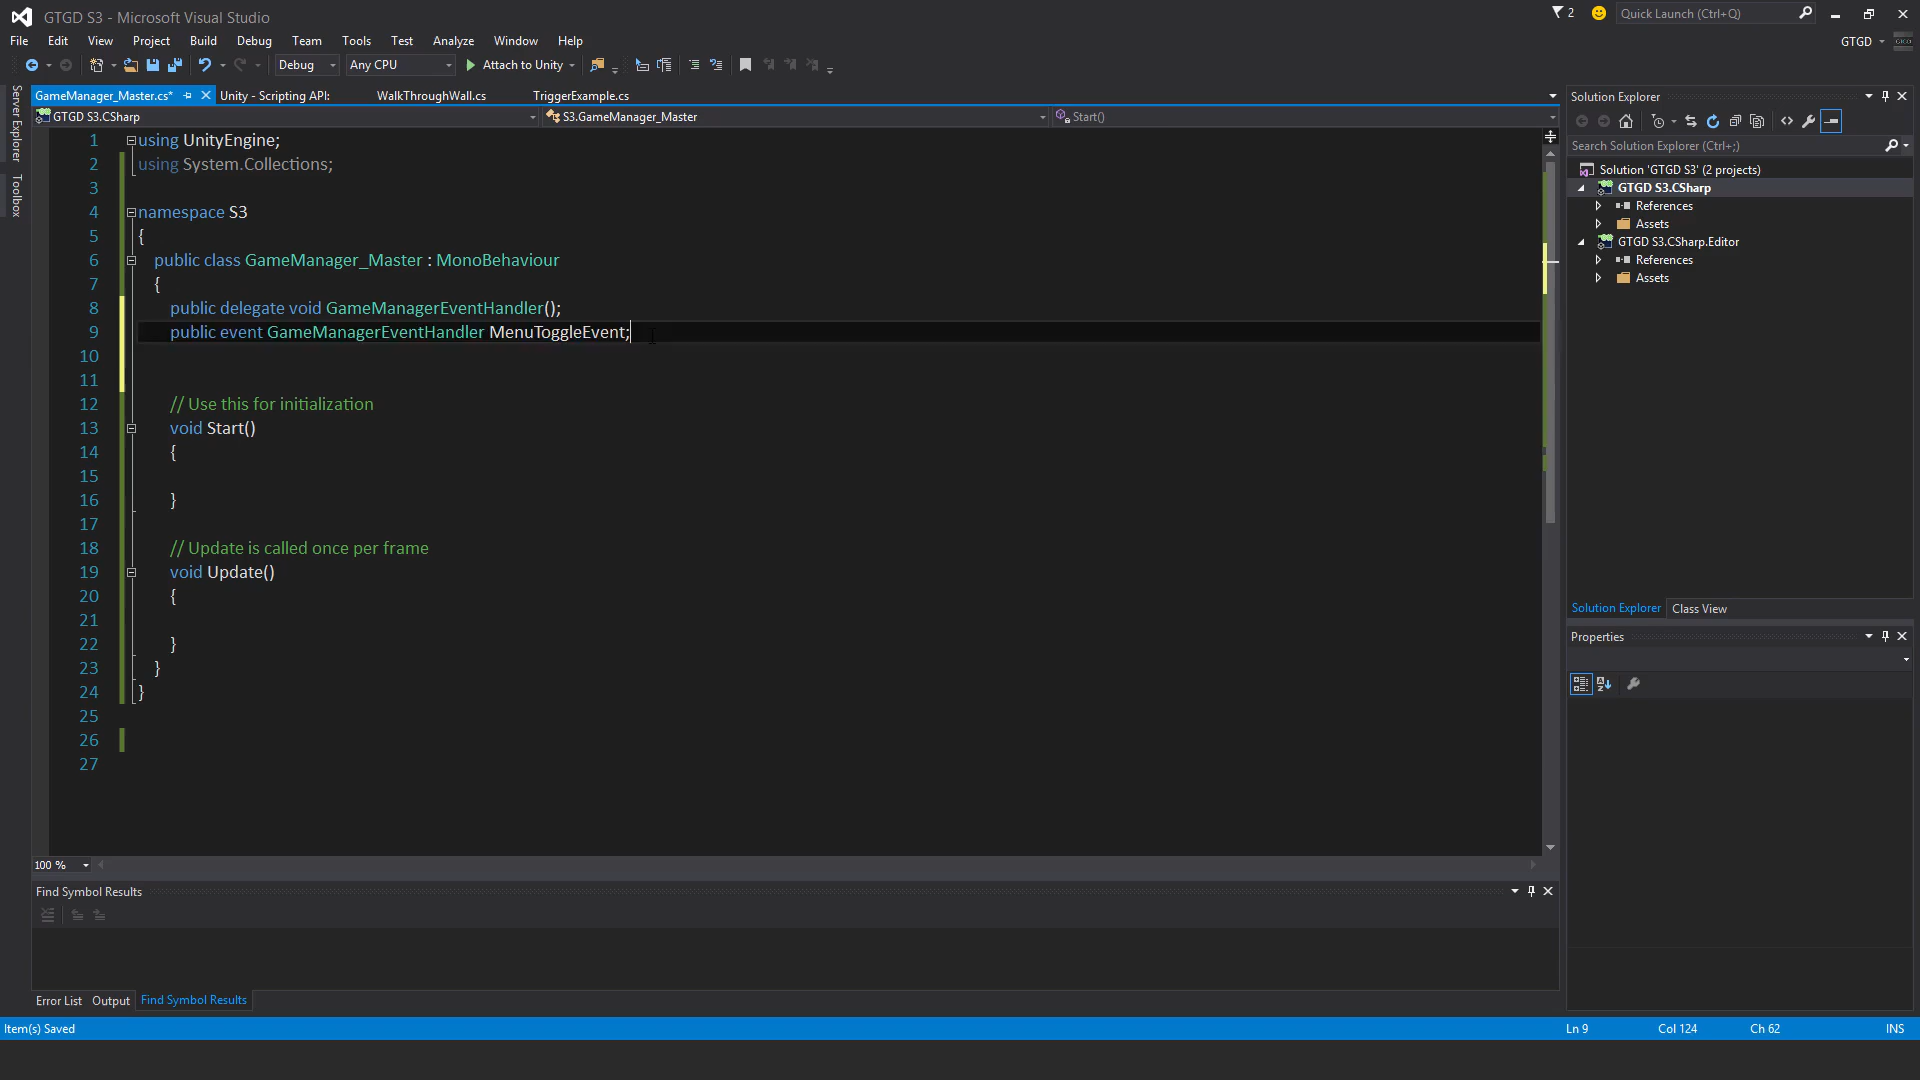 GTGD S3 - Microsoft Visual Studio
2
Quick Launch (Ctrl+Q)
File Edit View Project Build Debug Team Tools Test Analyze Window Help
GTGD
Debug Any CPU Attach to Unity
Server Explorer
Toolbox
GameManager_Master.cs* Unity - Scripting API: WalkThroughWall.cs TriggerExample.cs
GTGD S3.CSharp S3.GameManager_Master Start()
1 using UnityEngine;
2 using System.Collections;
3
4 namespace S3
5 {
6 public class GameManager_Master : MonoBehaviour
7 {
8 public delegate void GameManagerEventHandler();
9 public event GameManagerEventHandler MenuToggleEvent;
10
11
12 // Use this for initialization
13 void Start()
14 {
15
16 }
17
18 // Update is called once per frame
19 void Update()
20 {
21
22 }
23 }
24 }
25
26
27
100 %
Find Symbol Results
Error List Output Find Symbol Results
Solution Explorer
Search Solution Explorer (Ctrl+;)
Solution 'GTGD S3' (2 projects)
GTGD S3.CSharp
References
Assets
GTGD S3.CSharp.Editor
References
Assets
Solution Explorer Class View
Properties
Item(s) Saved
Ln 9 Col 124 Ch 62 INS